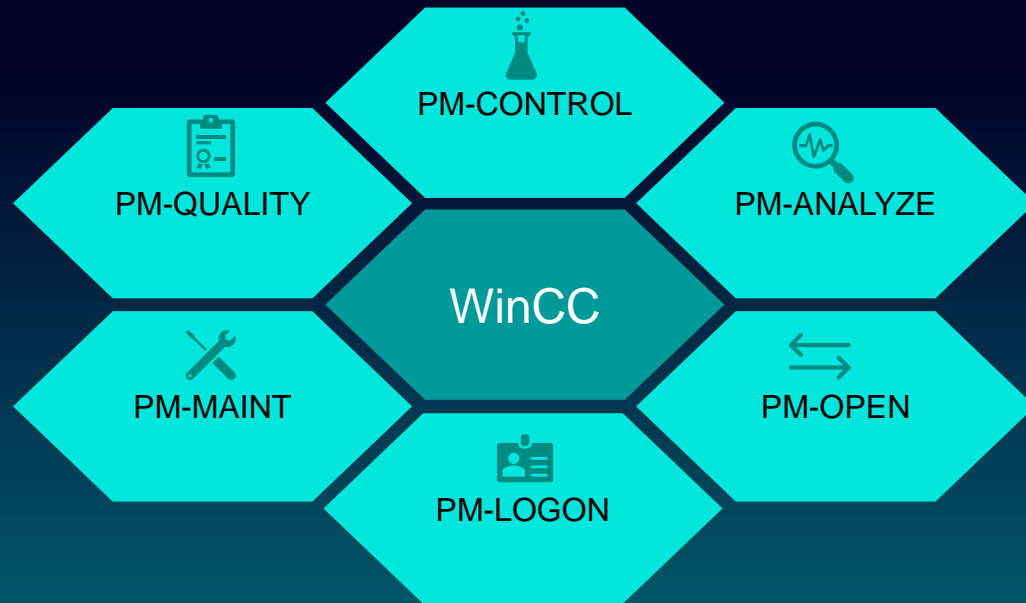 PM-CONTROL
PM-QUALITY
PM-ANALYZE
WinCC
PM-MAINT
PM-OPEN
PM-LOGON